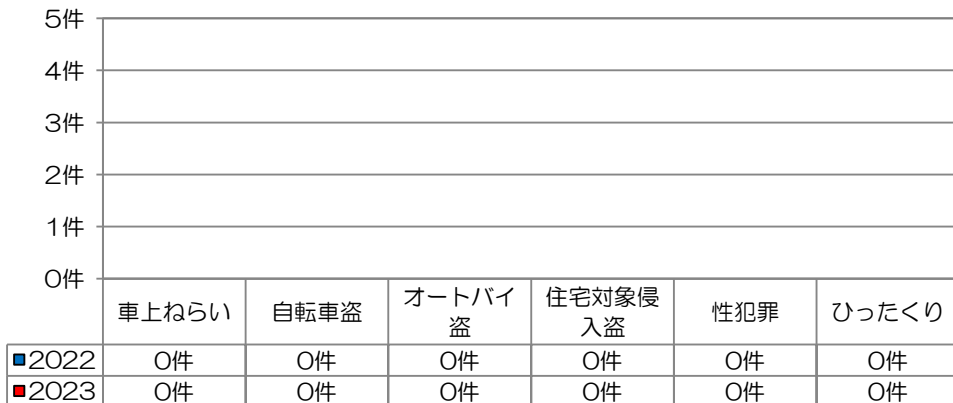 5件
4件
3件
2件
1件
0件
車上ねらい 自転車盗 オートバイ盗 住宅対象侵入盗 性犯罪 ひったくり
2022 0件 0件 0件 0件 0件 0件
2023 0件 0件 0件 0件 0件 0件